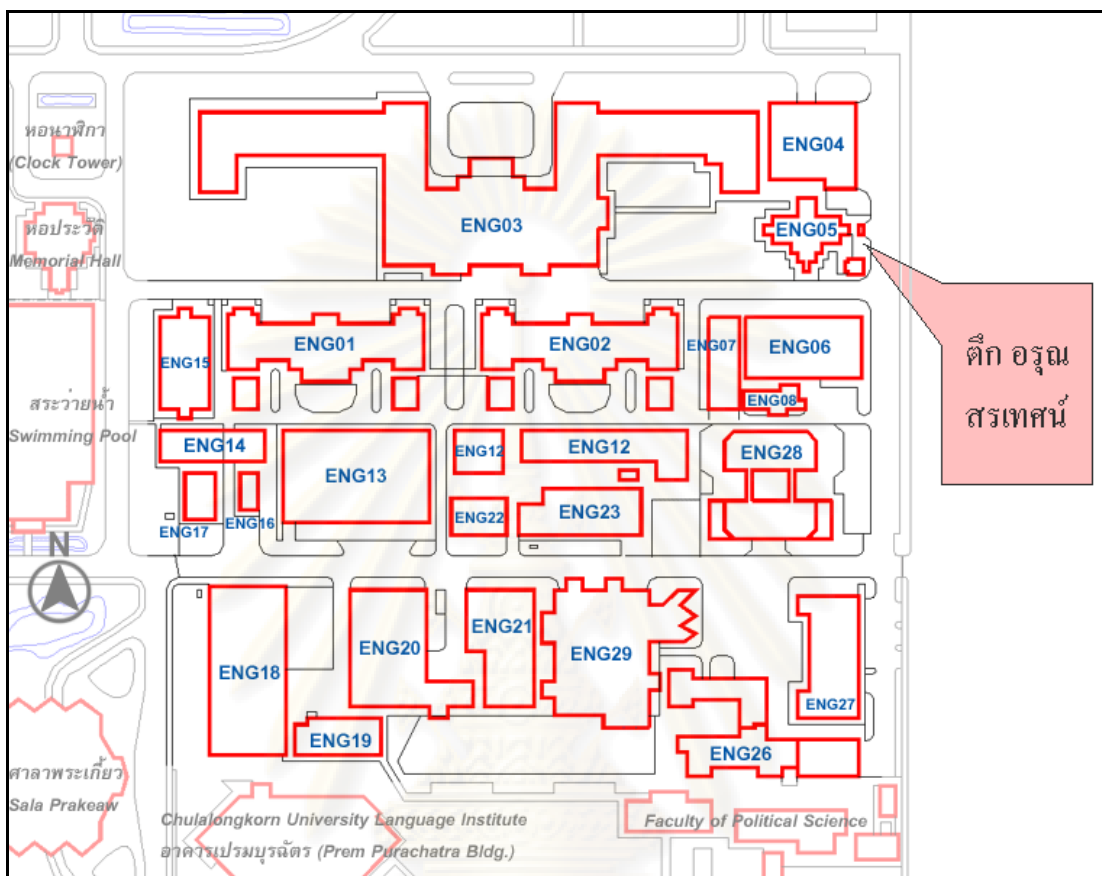 หอนาฬิกา
(Clock Tower)
ENG04
ENG03
ENG05
หอประวัติ
Memorial Hall
ENG15
ENG01
ENG02
ENG07
ENG06
ENG08
ตึก อรุณ
สรเทศน์
สระว่ายน้ำ
Swimming Pool
ENG14
ENG13
ENG12
ENG12
ENG28
ENG17
ENG16
ENG22
ENG23
N
ENG18
ENG20
ENG21
ENG29
ENG27
ENG19
ENG26
ศาลาพระเกี้ยว
Sala Prakeaw
Chulalongkorn University Language Institute
อาคารเปรมบุรฉัตร (Prem Purachatra Bldg.)
Faculty of Political Science